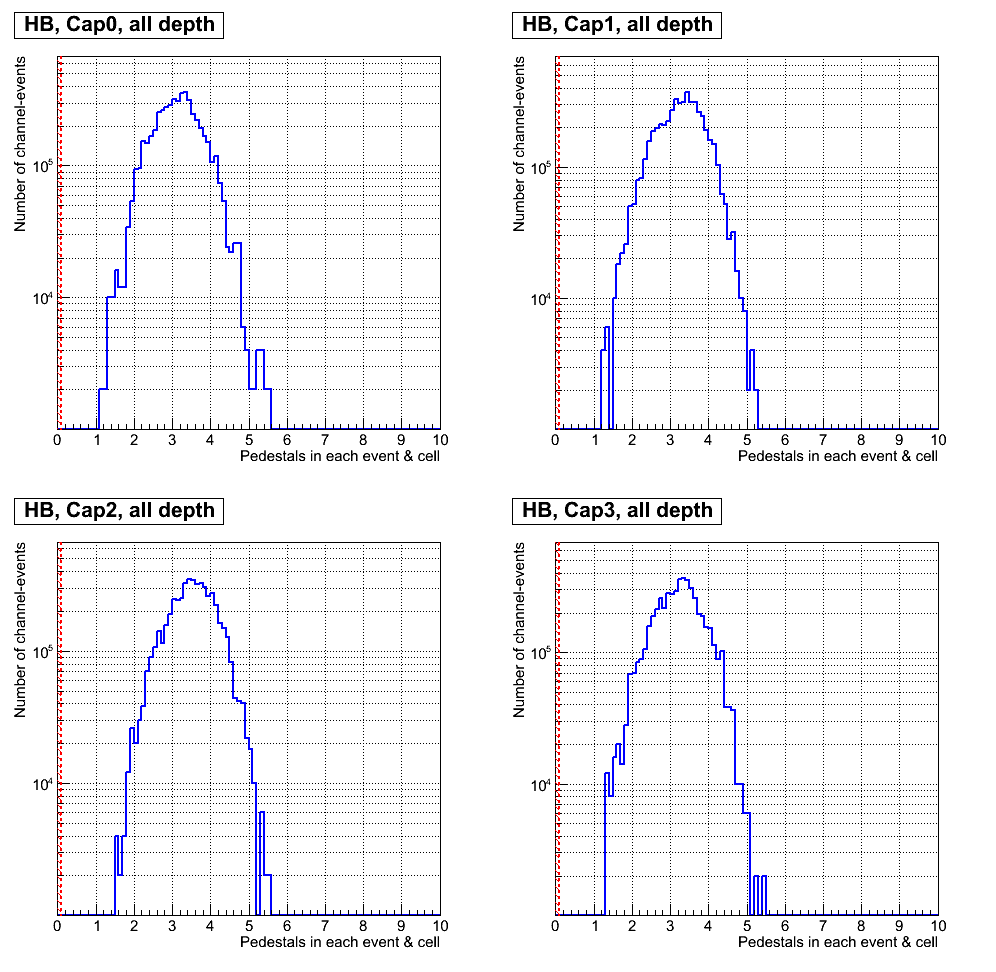 HB, Cap0, all depth
Number of channel-events
10^5
10^4
0 1 2 3 4 5 6 7 8 9 10
Pedestals in each event & cell
HB, Cap1, all depth
Number of channel-events
10^5
10^4
0 1 2 3 4 5 6 7 8 9 10
Pedestals in each event & cell
HB, Cap2, all depth
Number of channel-events
10^5
10^4
0 1 2 3 4 5 6 7 8 9 10
Pedestals in each event & cell
HB, Cap3, all depth
Number of channel-events
10^5
10^4
0 1 2 3 4 5 6 7 8 9 10
Pedestals in each event & cell